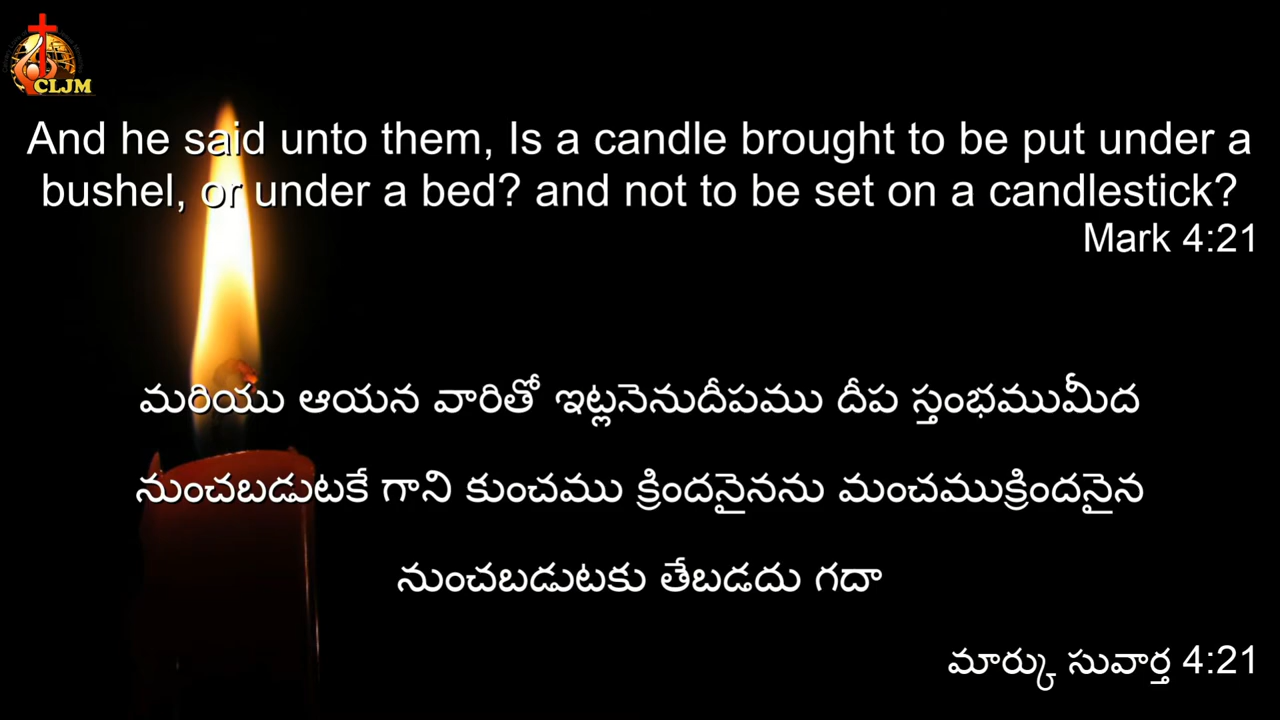 CLJM
And he said unto them, Is a candle brought to be put under a
bushel, or under a bed? and not to be set on a candlestick?
Mark 4:21
మరియు ఆయన వారితో ఇట్లనెనుదీపము దీప స్తంభముమీద
నుంచబడుటకే గాని కుంచము క్రిందనైనను మంచముక్రిందనైన
నుంచబడుటకు తేబడదు గదా
మార్కు సువార్త 4:21